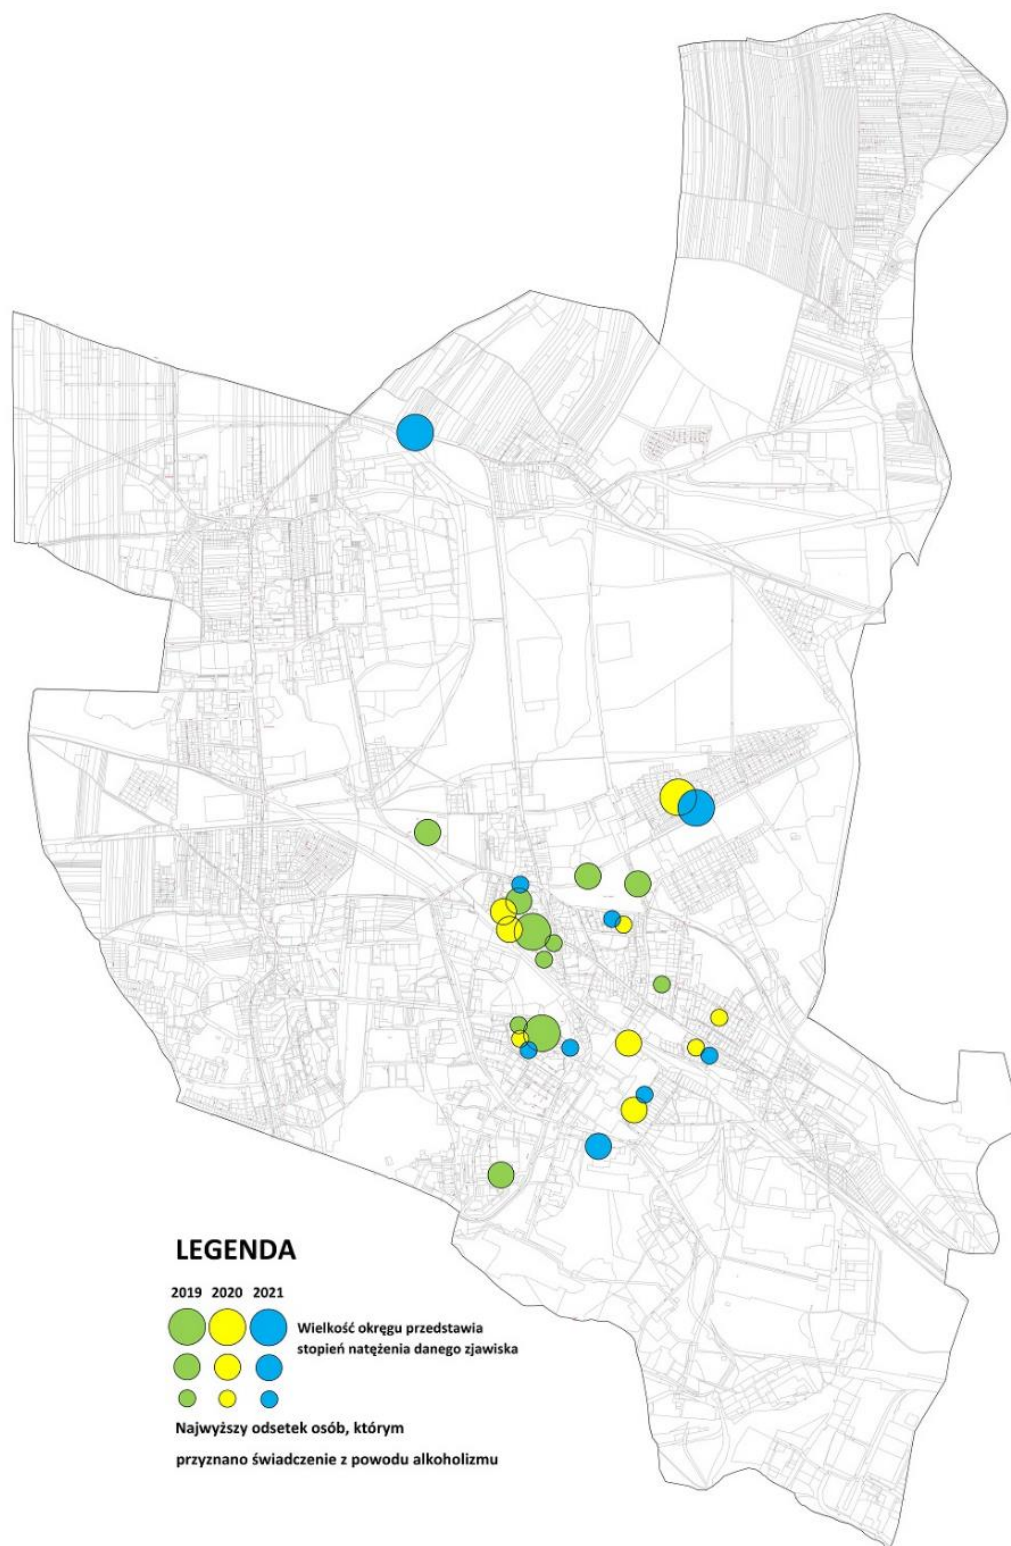 LEGENDA
2019 2020 2021
Wielkość okręgu przedstawia
stopień natężenia danego zjawiska
Najwyższy odsetek osób, którym
przyznano świadczenie z powodu alkoholizmu